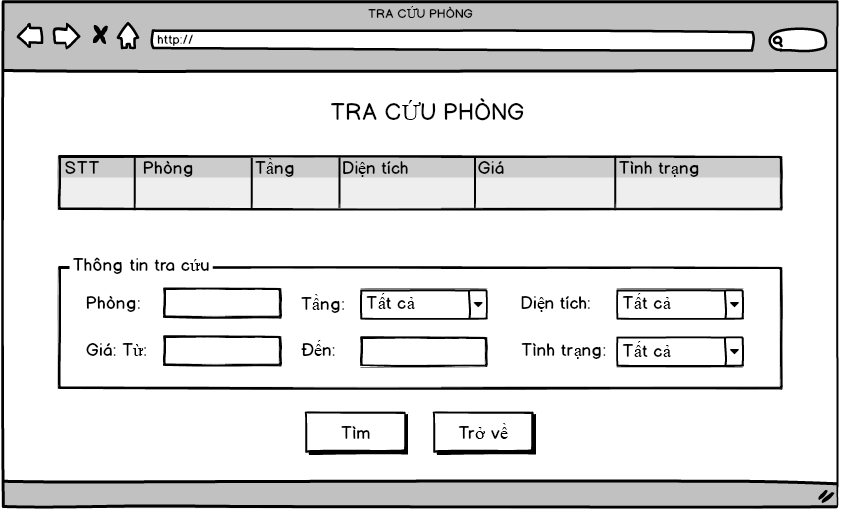 TRA CỨU PHÒNG
http://
TRA CỨU PHÒNG
STT Phòng Tầng Diện tích Giá Tình trạng
Thông tin tra cứu
Phòng: Tầng: Tất cả Diện tích: Tất cả
Giá: Từ: Đến: Tình trạng: Tất cả
Tìm Trở về